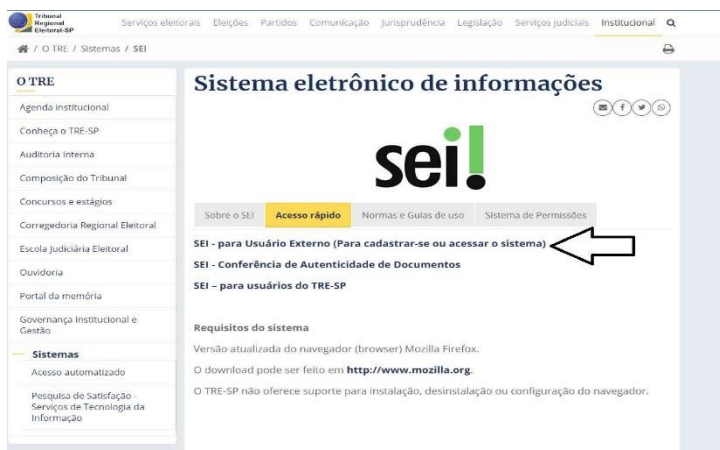 Tribunal
Regional
Eleitoral-SP
Serviços eleitorais Eleições Partidos Comunicação Jurisprudência Legislação Serviços judiciais Institucional
/ O TRE / Sistemas / SEI
O TRE
Agenda institucional
Conheça o TRE-SP
Auditoria Interna
Composição do Tribunal
Concursos e estágios
Corregedoria Regional Eleitoral
Escola Judiciária Eleitoral
Ouvidoria
Portal da memória
Governança Institucional e
Gestão
Sistemas
Acesso automatizado
Pesquisa de Satisfação -
Serviços de Tecnologia da
Informação
Sistema eletrônico de informações
sei!
Sobre o SEI Acesso rápido Normas e Guias de uso Sistema de Permissões
SEI - para Usuário Externo (Para cadastrar-se ou acessar o sistema)
SEI - Conferência de Autenticidade de Documentos
SEI – para usuários do TRE-SP
Requisitos do sistema
Versão atualizada do navegador (browser) Mozilla Firefox.
O download pode ser feito em http://www.mozilla.org.
O TRE-SP não oferece suporte para instalação, desinstalação ou configuração do navegador.